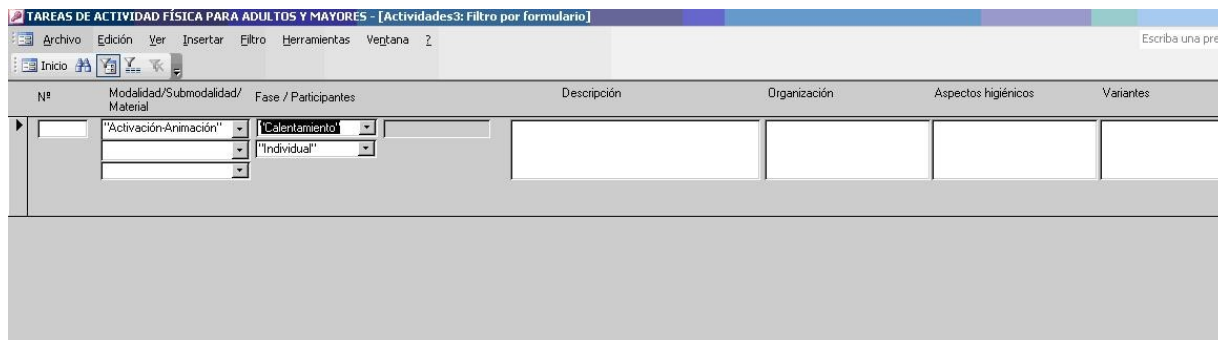 TAREAS DE ACTIVIDAD FÍSICA PARA ADULTOS Y MAYORES - [Actividades3: Filtro por formulario]
Archivo Edición Ver Insertar Filtro Herramientas Ventana ? Escriba una pre
Inicio
Nº Modalidad/Submodalidad/ Material Fase / Participantes Descripción Organización Aspectos higiénicos Variantes
"Activación-Animación" "Calentamiento"
"Individual"